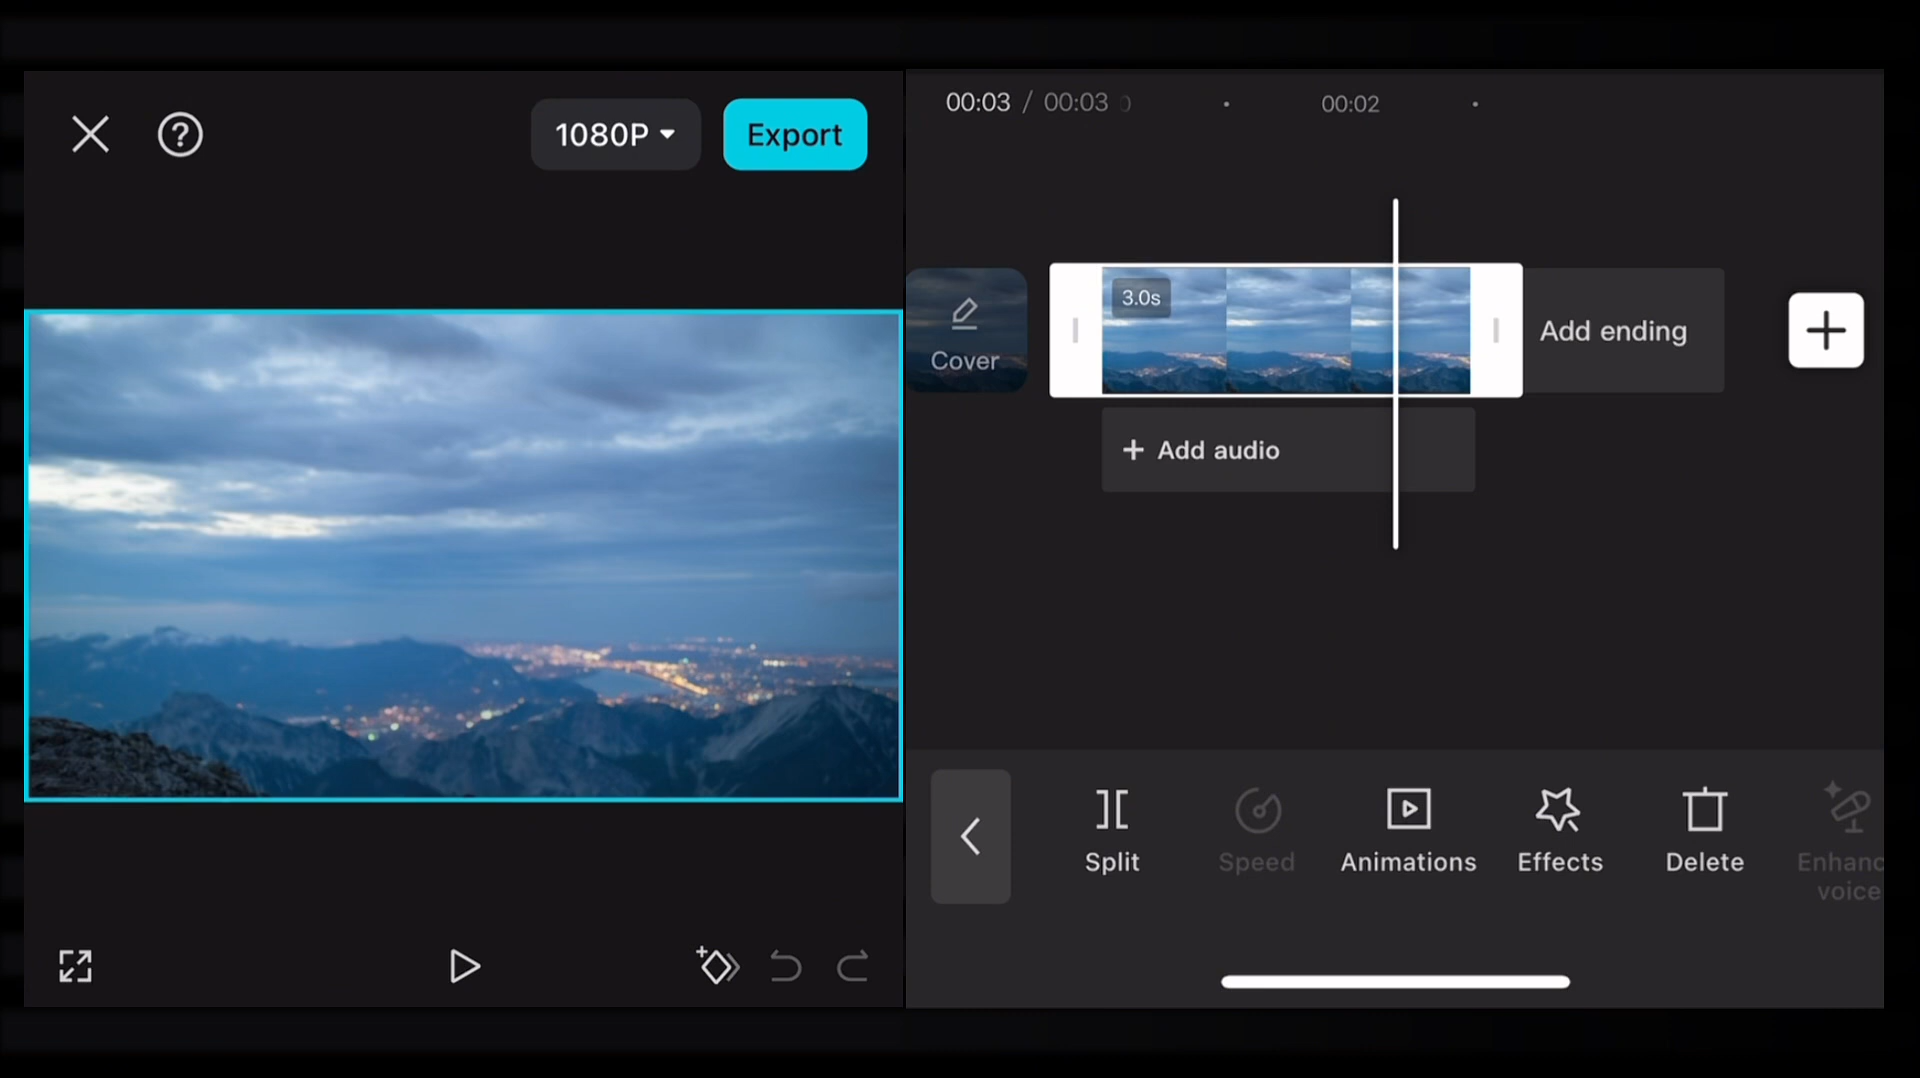 1080P
Export
00:03 / 00:03
00:02
Cover
3.0s
Add ending
+ Add audio
Split
Speed
Animations
Effects
Delete
Enhanc
voice